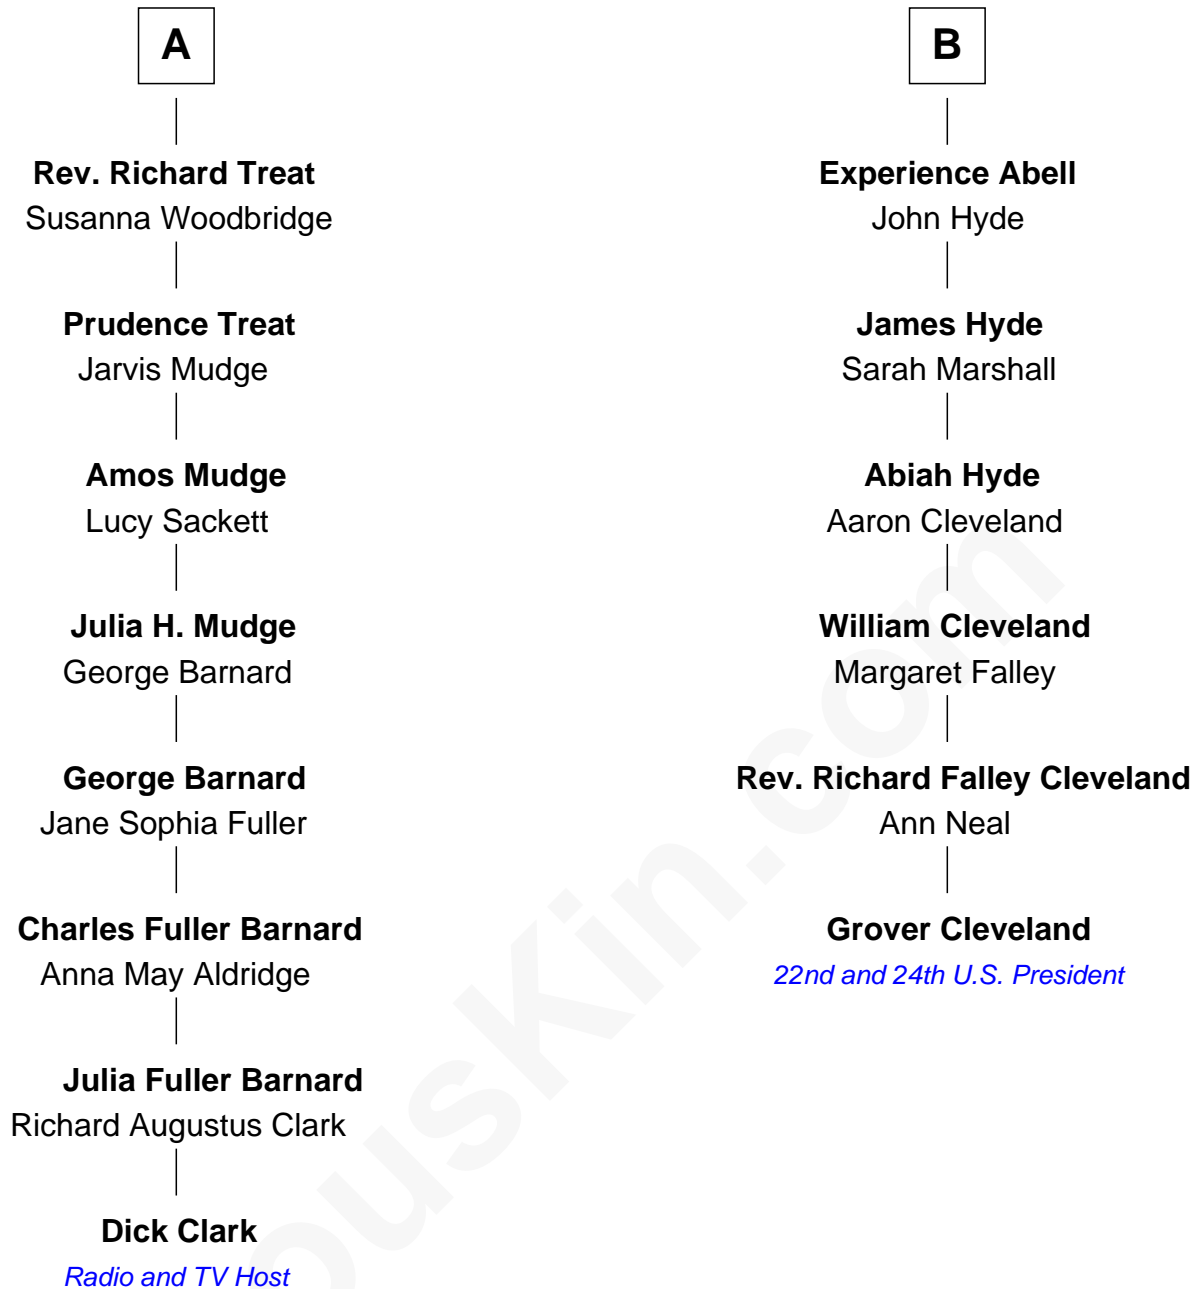 A
Rev. Richard Treat
Susanna Woodbridge
Prudence Treat
Jarvis Mudge
Amos Mudge
Lucy Sackett
Julia H. Mudge
George Barnard
George Barnard
Jane Sophia Fuller
Charles Fuller Barnard
Anna May Aldridge
Julia Fuller Barnard
Richard Augustus Clark
Dick Clark
Radio and TV Host
B
Experience Abell
John Hyde
James Hyde
Sarah Marshall
Abiah Hyde
Aaron Cleveland
William Cleveland
Margaret Falley
Rev. Richard Falley Cleveland
Ann Neal
Grover Cleveland
22nd and 24th U.S. President
ousKin.com